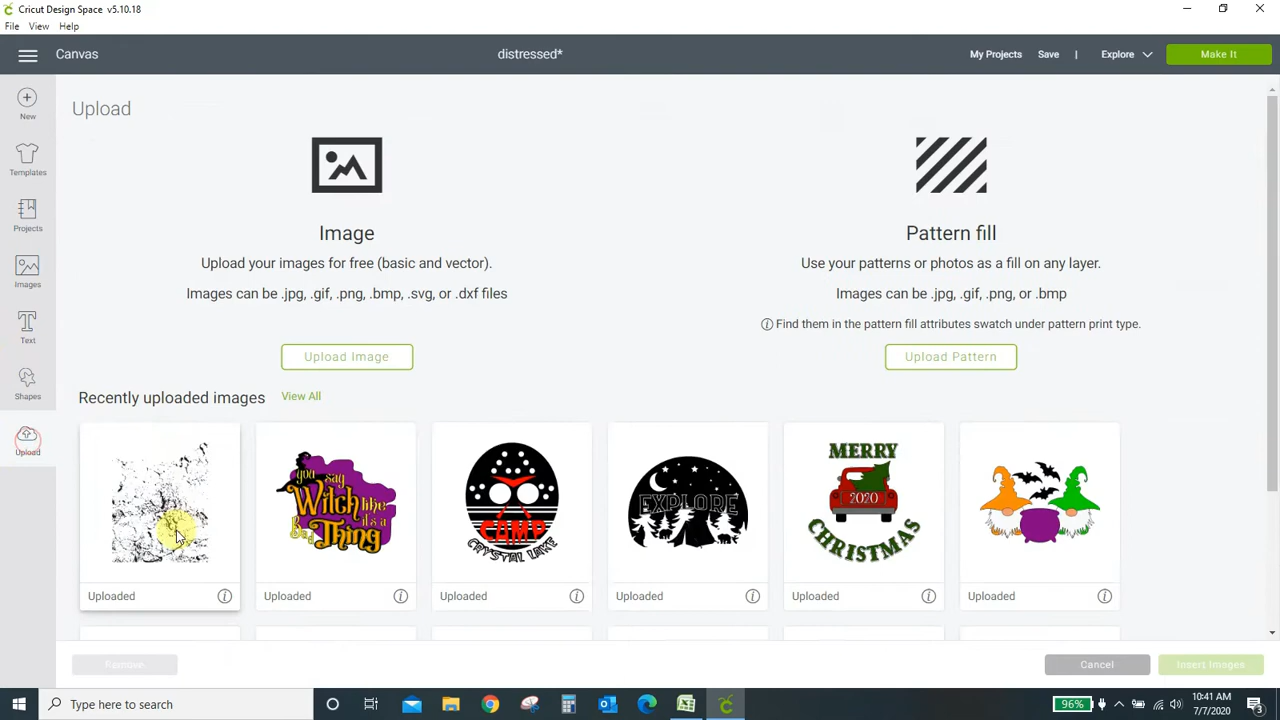 Cricut Design Space v5.10.18
File View Help
Canvas
distressed*
My Projects Save | Explore
Make It
New
Templates
Projects
Images
Text
Shapes
Upload
Upload
Image
Upload your images for free (basic and vector).
Images can be .jpg, .gif, .png, .bmp, .svg, or .dxf files
Upload Image
Pattern fill
Use your patterns or photos as a fill on any layer.
Images can be .jpg, .gif, .png, or .bmp
Find them in the pattern fill attributes swatch under pattern print type.
Upload Pattern
Recently uploaded images View All
you say
Witch like
it's a
Bad Thing
CAMP
CRYSTAL LAKE
EXPLORE
MERRY
2020
CHRISTMAS
Uploaded
Uploaded
Uploaded
Uploaded
Uploaded
Uploaded
Remove
Cancel
Insert Images
Type here to search
96%
10:41 AM
7/7/2020
3